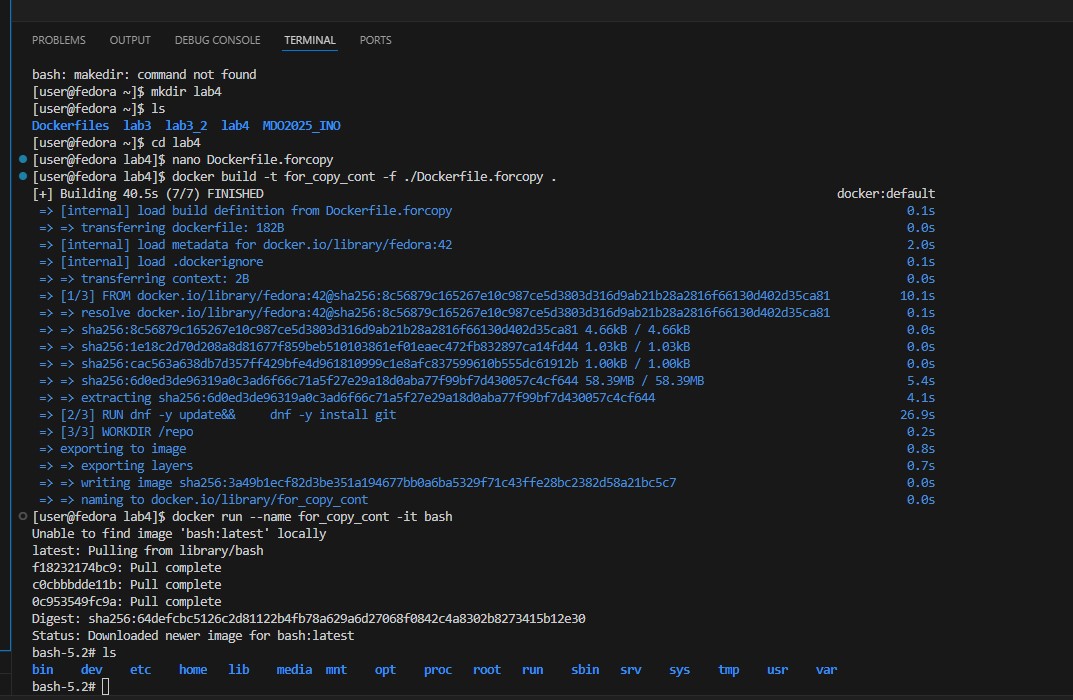 PROBLEMS OUTPUT DEBUG CONSOLE TERMINAL PORTS
bash: makedir: command not found
[user@fedora ~]$ mkdir lab4
[user@fedora ~]$ ls
Dockerfiles lab3 lab3_2 lab4 MDO2025_INO
[user@fedora ~]$ cd lab4
[user@fedora lab4]$ nano Dockerfile.forcopy
[user@fedora lab4]$ docker build -t for_copy_cont -f ./Dockerfile.forcopy .
[+] Building 40.5s (7/7) FINISHED docker:default
=> [internal] load build definition from Dockerfile.forcopy 0.1s
=> => transferring dockerfile: 182B 0.0s
=> [internal] load metadata for docker.io/library/fedora:42 2.0s
=> [internal] load .dockerignore 0.1s
=> => transferring context: 2B 0.0s
=> [1/3] FROM docker.io/library/fedora:42@sha256:8c56879c165267e10c987ce5d3803d316d9ab21b28a2816f66130d402d35ca81 10.1s
=> => resolve docker.io/library/fedora:42@sha256:8c56879c165267e10c987ce5d3803d316d9ab21b28a2816f66130d402d35ca81 0.1s
=> => sha256:8c56879c165267e10c987ce5d3803d316d9ab21b28a2816f66130d402d35ca81 4.66kB / 4.66kB 0.0s
=> => sha256:1e18c2d70d208a8d81677f859beb510103861ef01eaec472fb832897ca14fd44 1.03kB / 1.03kB 0.0s
=> => sha256:cac563a638db7d357ff429bfe4d961810999c1e8afc837599610b555dc61912b 1.00kB / 1.00kB 0.0s
=> => sha256:6d0ed3de96319a0c3ad6f66c71a5f27e29a18d0aba77f99bf7d430057c4cf644 58.39MB / 58.39MB 5.4s
=> => extracting sha256:6d0ed3de96319a0c3ad6f66c71a5f27e29a18d0aba77f99bf7d430057c4cf644 4.1s
=> [2/3] RUN dnf -y update&&     dnf -y install git 26.9s
=> [3/3] WORKDIR /repo 0.2s
=> exporting to image 0.8s
=> => exporting layers 0.7s
=> => writing image sha256:3a49b1ecf82d3be351a194677bb0a6ba5329f71c43ffe28bc2382d58a21bc5c7 0.0s
=> => naming to docker.io/library/for_copy_cont 0.0s
[user@fedora lab4]$ docker run --name for_copy_cont -it bash
Unable to find image 'bash:latest' locally
latest: Pulling from library/bash
f18232174bc9: Pull complete
c0cbbbdde11b: Pull complete
0c953549fc9a: Pull complete
Digest: sha256:64defcbc5126c2d81122b4fb78a629a6d27068f0842c4a8302b8273415b12e30
Status: Downloaded newer image for bash:latest
bash-5.2# ls
bin dev etc home lib media mnt opt proc root run sbin srv sys tmp usr var
bash-5.2#